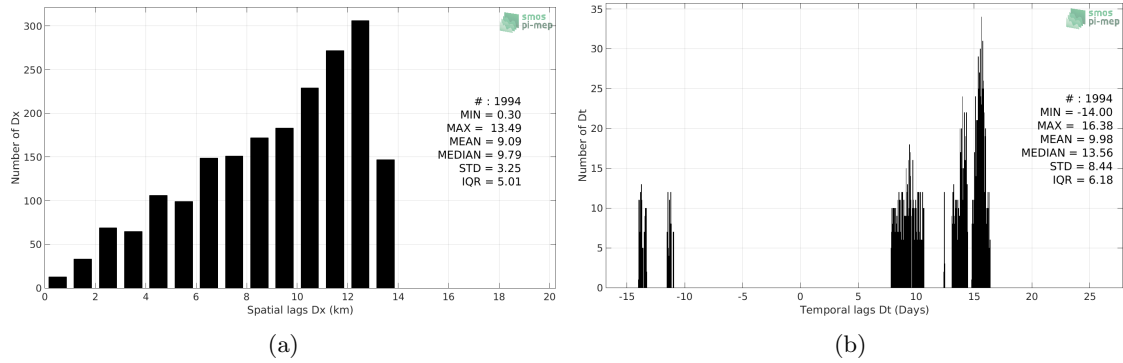 300
250
200
150
100
50
0
Number of Dx
0 2 4 6 8 10 12 14 16 18 20
Spatial lags Dx (km)
smos
pi-mep
# : 1994
MIN = 0.30
MAX = 13.49
MEAN = 9.09
MEDIAN = 9.79
STD = 3.25
IQR = 5.01
(a)
35
30
25
20
15
10
5
0
Number of Dt
-15 -10 -5 0 5 10 15 20 25
Temporal lags Dt (Days)
smos
pi-mep
# : 1994
MIN = -14.00
MAX = 16.38
MEAN = 9.98
MEDIAN = 13.56
STD = 8.44
IQR = 6.18
(b)